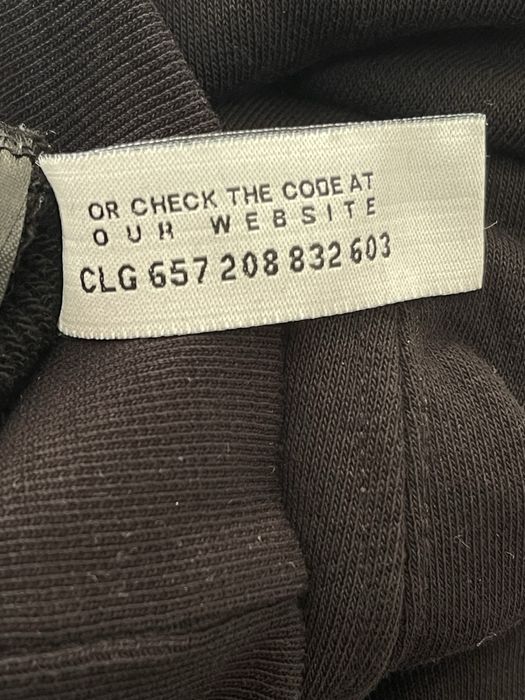 OR CHECK THE CODE AT
OUR WEBSITE
CLG 657 208 832 603